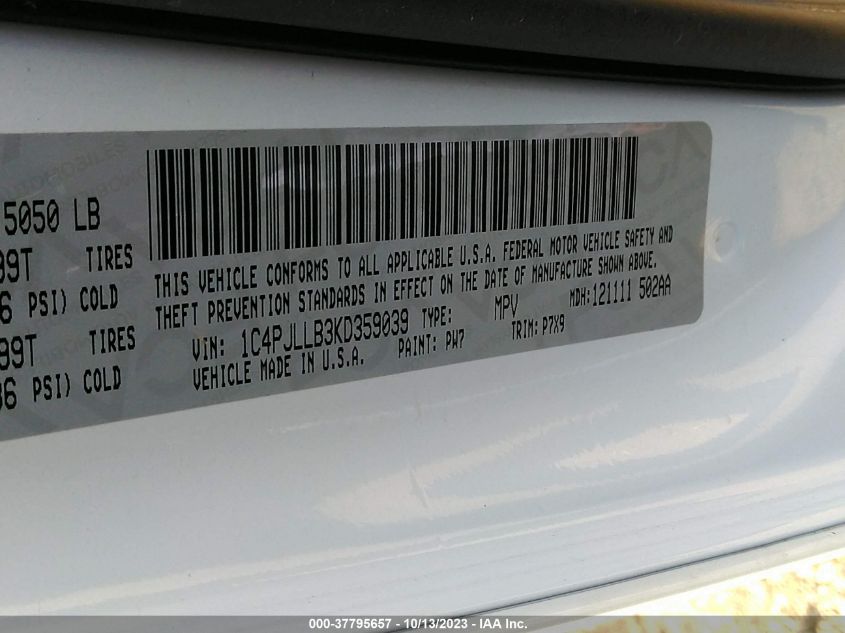 5050 LB
99T TIRES
6 PSI) COLD
99T TIRES
36 PSI) COLD
THIS VEHICLE CONFORMS TO ALL APPLICABLE U.S.A. FEDERAL MOTOR VEHICLE SAFETY AND
THEFT PREVENTION STANDARDS IN EFFECT ON THE DATE OF MANUFACTURE SHOWN ABOVE.
VIN: 1C4PJLLB3KD359039 TYPE: MPV MDH: 121111 502AA
VEHICLE MADE IN U.S.A. PAINT: PW7 TRIM: P7X9
000-37795657 - 10/13/2023 - IAA Inc.